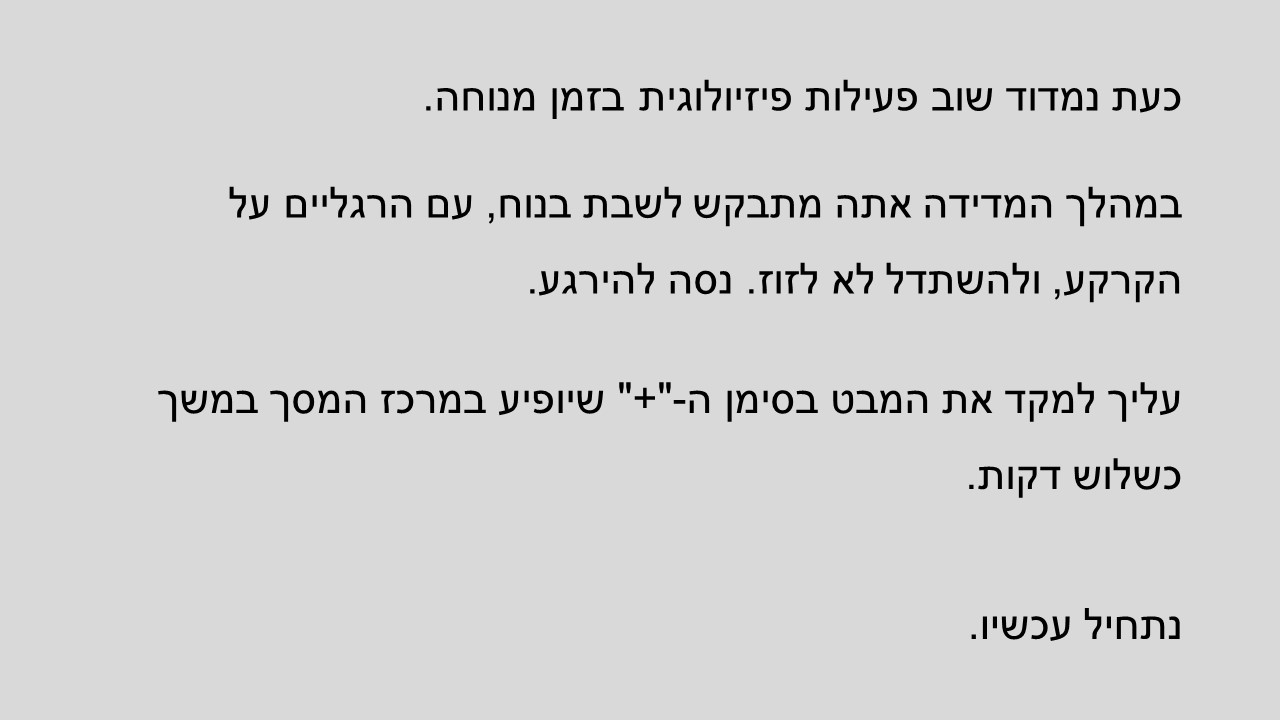 כעת נמדוד שוב פעילות פיזיולוגית בזמן מנוחה.
במהלך המדידה אתה מתבקש לשבת בנוח, עם הרגליים על
הקרקע, ולהשתדל לא לזוז. נסה להירגע.
עליך למקד את המבט בסימן ה-"+" שיופיע במרכז המסך במשך
כשלוש דקות.
נתחיל עכשיו.